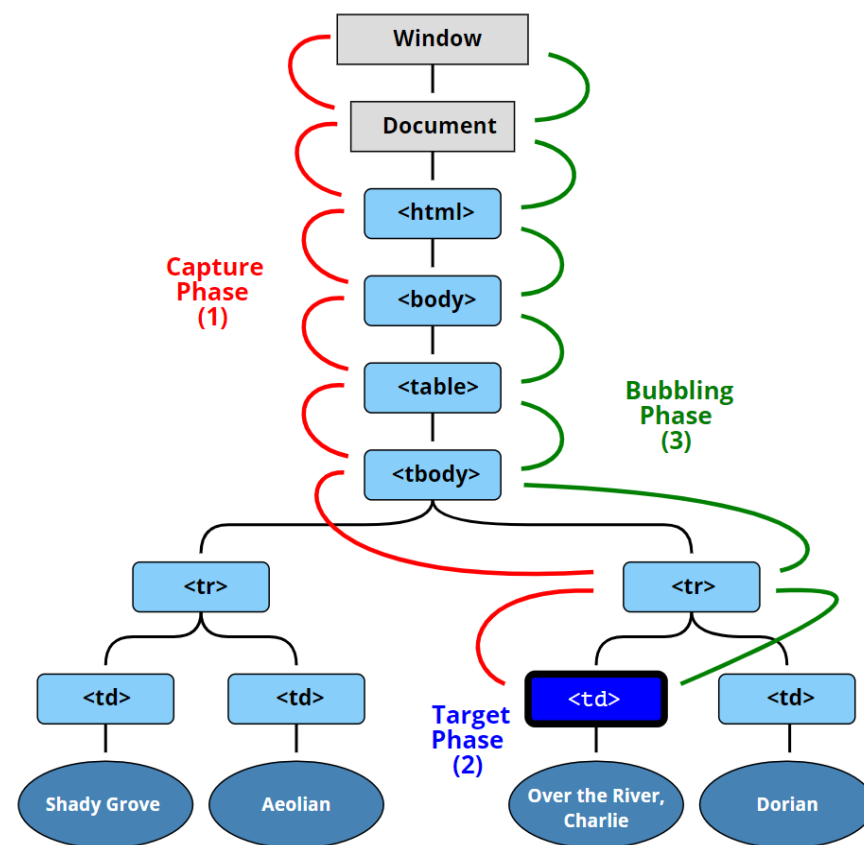 Window
Document
<html>
Capture
Phase
(1)
<body>
<table>
Bubbling
Phase
(3)
<tbody>
<tr>
<tr>
<td>
<td>
<td>
<td>
Target
Phase
(2)
Shady Grove
Aeolian
Over the River,
Charlie
Dorian